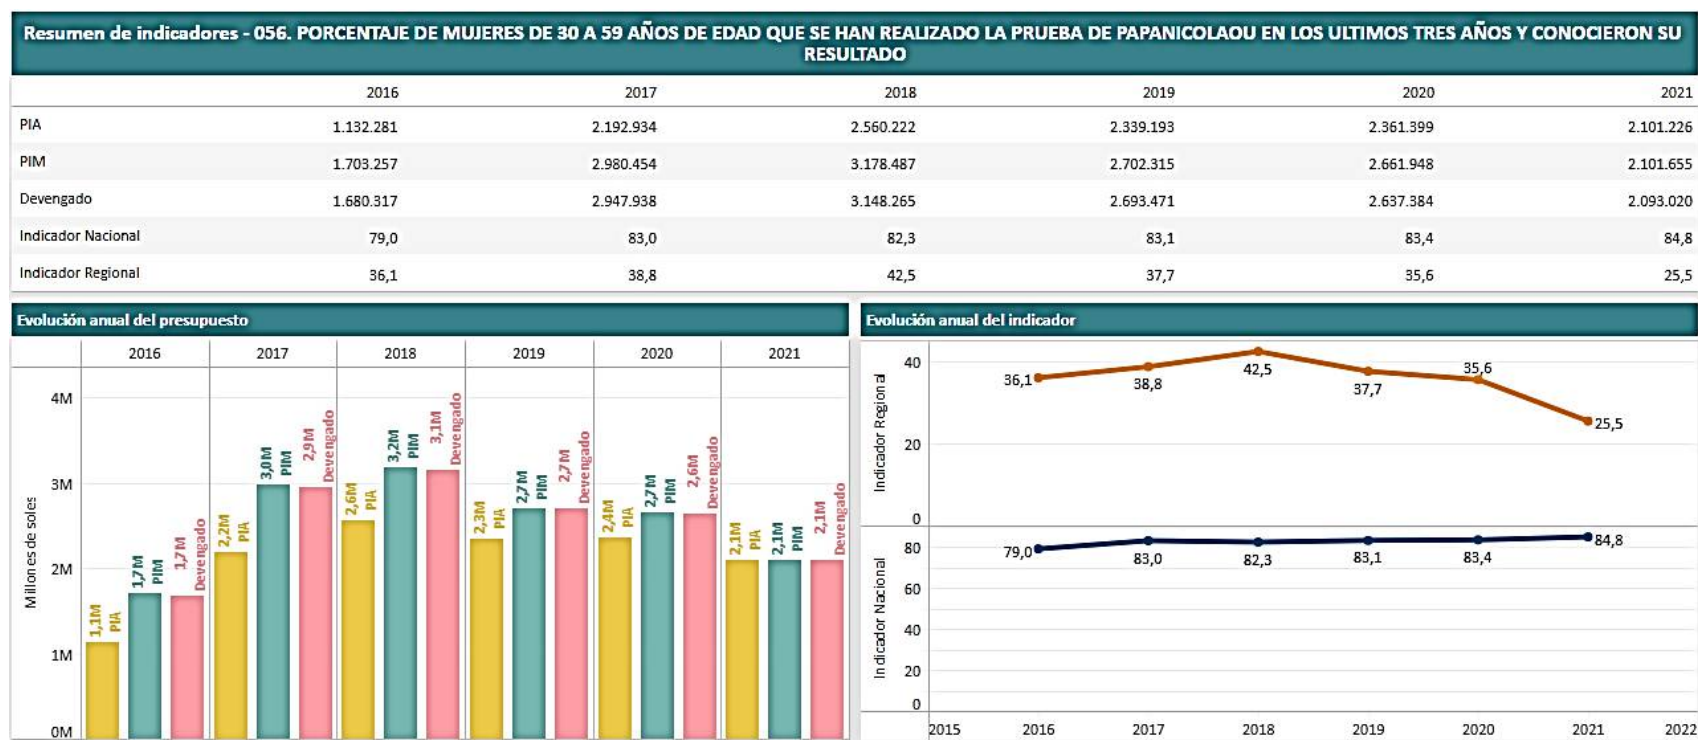 Resumen de indicadores - 056. PORCENTAJE DE MUJERES DE 30 A 59 AÑOS DE EDAD QUE SE HAN REALIZADO LA PRUEBA DE PAPANICOLAOU EN LOS ULTIMOS TRES AÑOS Y CONOCIERON SU
RESULTADO
2016 2017 2018 2019 2020 2021
PIA 1.132.281 2.192.934 2.560.222 2.339.193 2.361.399 2.101.226
PIM 1.703.257 2.980.454 3.178.487 2.702.315 2.661.948 2.101.655
Devengado 1.680.317 2.947.938 3.148.265 2.693.471 2.637.384 2.093.020
Indicador Nacional 79,0 83,0 82,3 83,1 83,4 84,8
Indicador Regional 36,1 38,8 42,5 37,7 35,6 25,5
Evolución anual del presupuesto
2016 2017 2018 2019 2020 2021
Millones de soles
4M
3M
2M
1M
0M
1,1M PIA
1,7M PIM
1,7M Devengado
2,2M PIA
3,0M PIM
2,9M Devengado
2,6M PIA
3,2M PIM
3,1M Devengado
2,3M PIA
2,7M PIM
2,7M Devengado
2,4M PIA
2,7M PIM
2,6M Devengado
2,1M PIA
2,1M PIM
2,1M Devengado
Evolución anual del indicador
Indicador Regional
40
20
0
36,1 38,8 42,5 37,7 35,6 25,5
Indicador Nacional
80
60
40
20
0
79,0 83,0 82,3 83,1 83,4 84,8
2015 2016 2017 2018 2019 2020 2021 2022